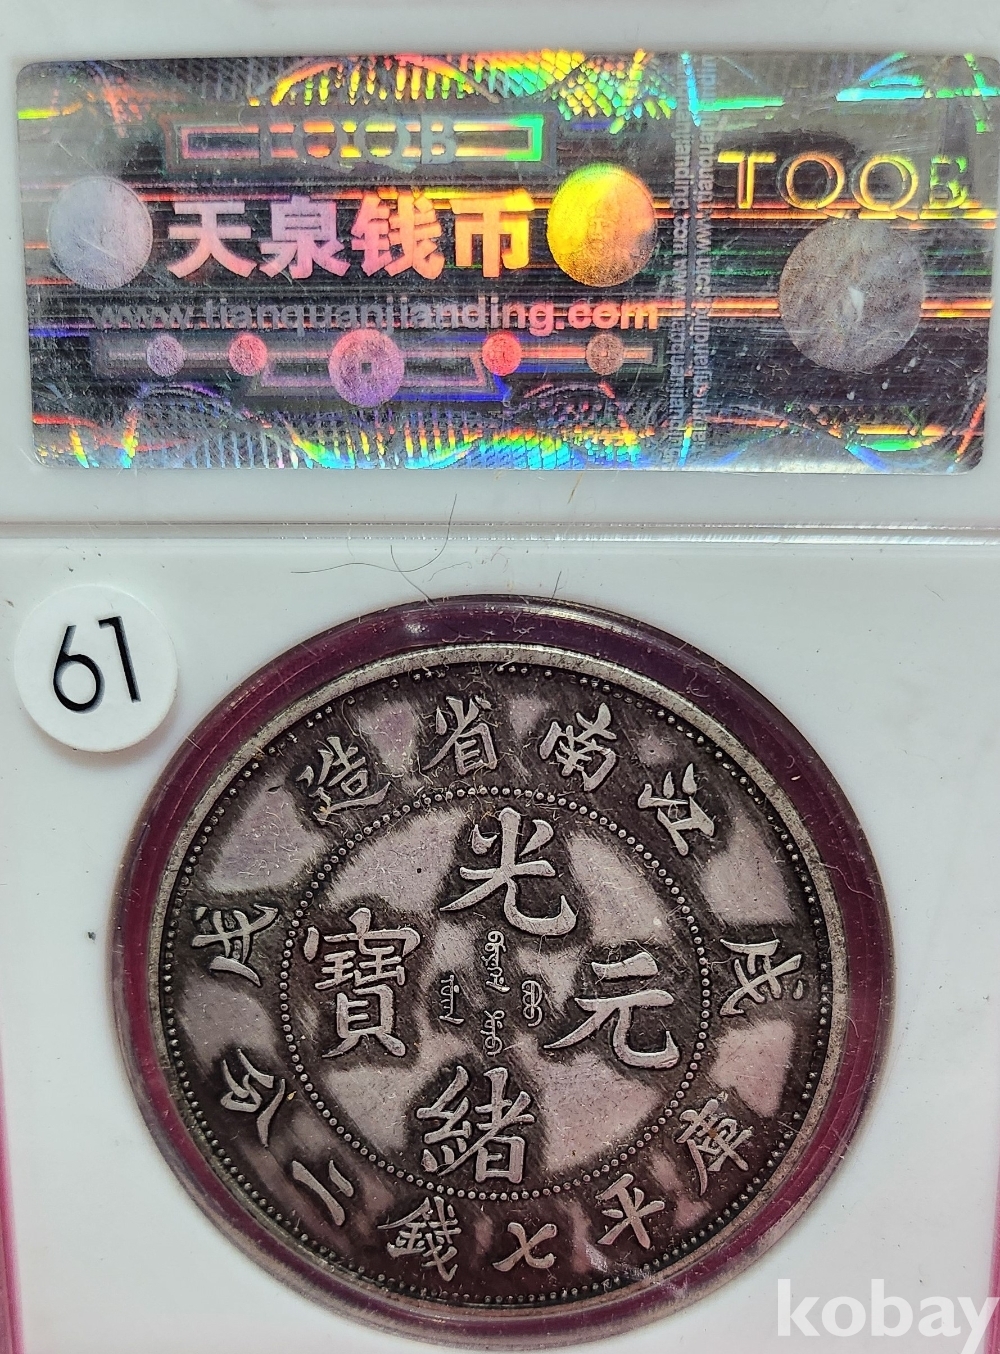 TQQB
天泉钱币
www.tianquanjianding.com
TQQB
61
造省南江
戊戌
光緒元寶
庫平七錢二分
kobay